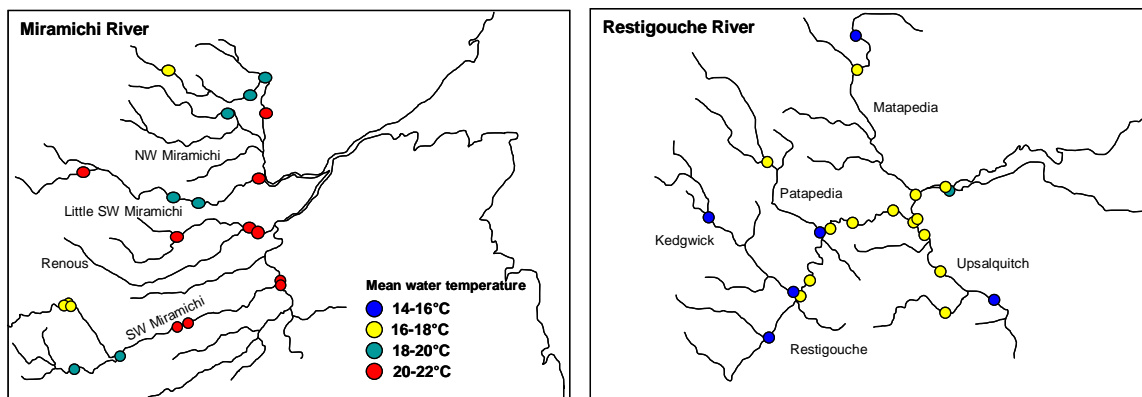 Miramichi River
NW Miramichi
Little SW Miramichi
Renous
SW Miramichi
Mean water temperature
14-16°C
16-18°C
18-20°C
20-22°C
Restigouche River
Matapedia
Patapedia
Kedgwick
Upsalquitch
Restigouche